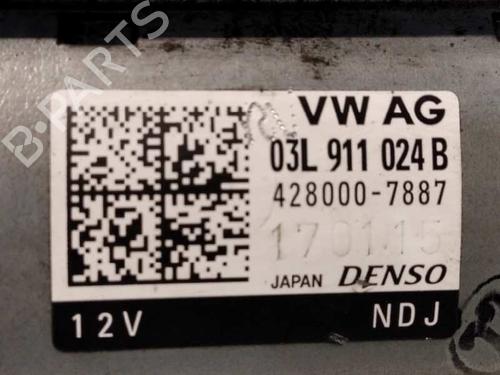 VW AG
03L 911 024 B
428000-7887
170115
JAPAN DENSO
12V NDJ
B-PARTS